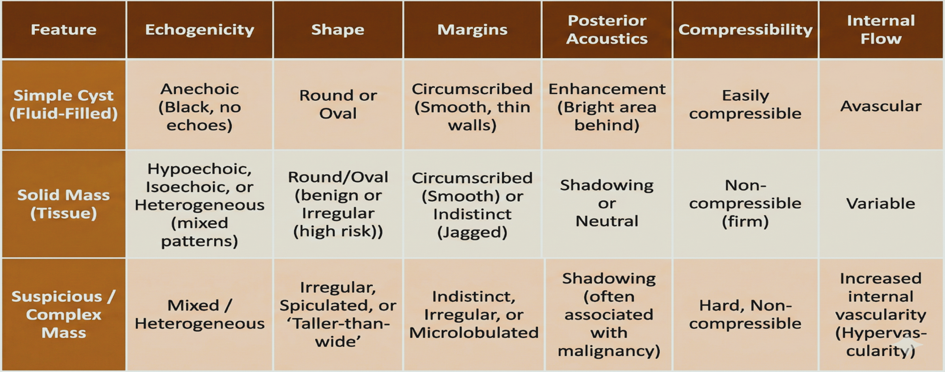 Feature Echogenicity Shape Margins Posterior Acoustics Compressibility Internal Flow
Simple Cyst
(Fluid-Filled)
Anechoic
(Black, no
echoes)
Round or
Oval
Circumscribed
(Smooth, thin
walls)
Enhancement
(Bright area
behind)
Easily
compressible
Avascular
Solid Mass
(Tissue)
Hypoechoic,
Isoechoic, or
Heterogeneous
(mixed
patterns)
Round/Oval
(benign or
Irregular
(high risk))
Circumscribed
(Smooth) or
Indistinct
(Jagged)
Shadowing
or
Neutral
Non-
compressible
(firm)
Variable
Suspicious /
Complex
Mass
Mixed /
Heterogeneous
Irregular,
Spiculated, or
‘Taller-than-
wide’
Indistinct,
Irregular, or
Microlobulated
Shadowing
(often
associated
with
malignancy)
Hard, Non-
compressible
Increased
internal
vascularity
(Hypervas-
cularity)